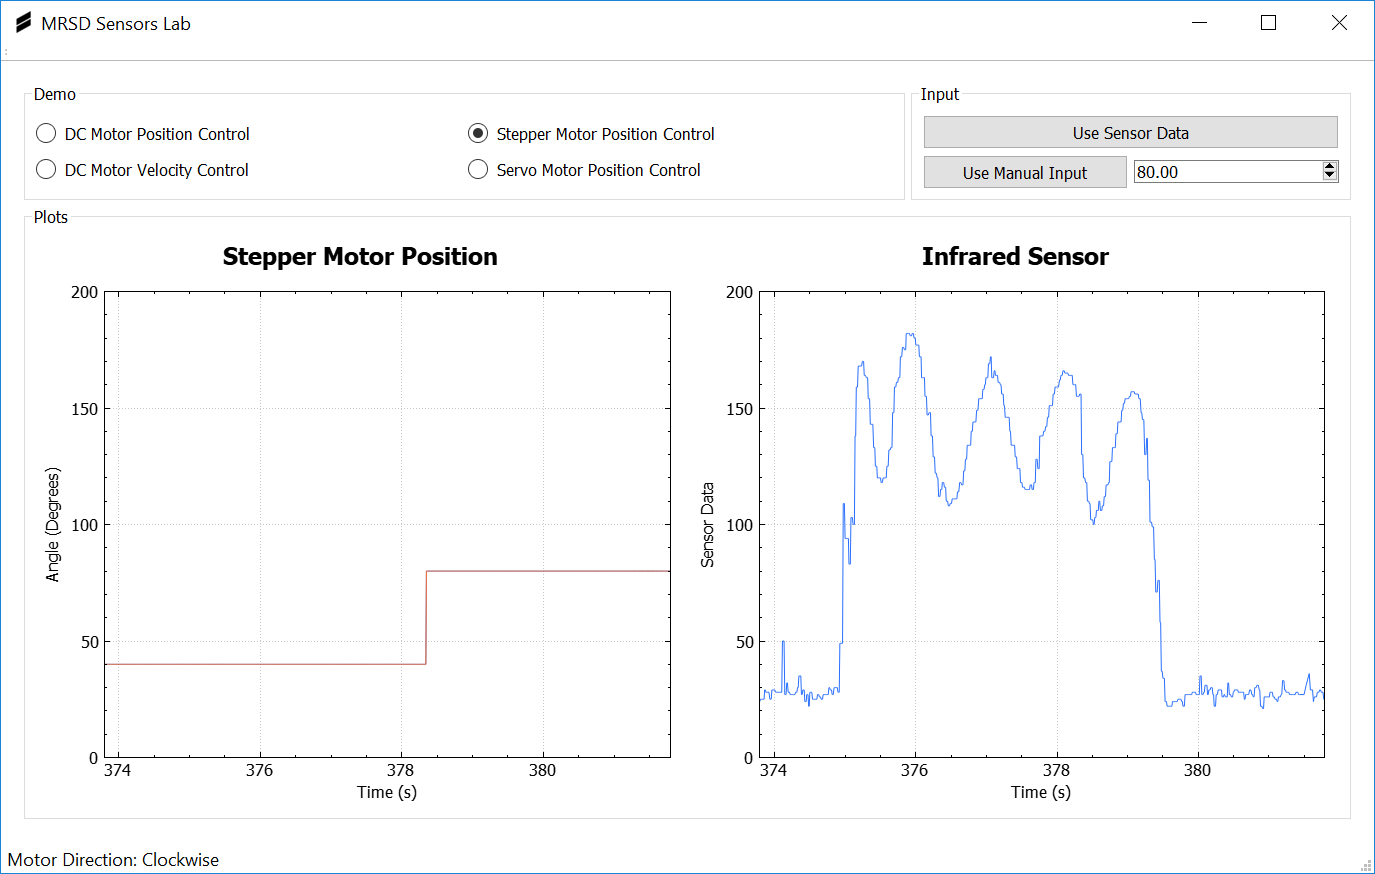 MRSD Sensors Lab
Demo
DC Motor Position Control
Stepper Motor Position Control
DC Motor Velocity Control
Servo Motor Position Control
Input
Use Sensor Data
Use Manual Input
80.00
Plots
Stepper Motor Position
200
150
100
50
0
Angle (Degrees)
374
376
378
380
Time (s)
Infrared Sensor
200
150
100
50
0
Sensor Data
374
376
378
380
Time (s)
Motor Direction: Clockwise